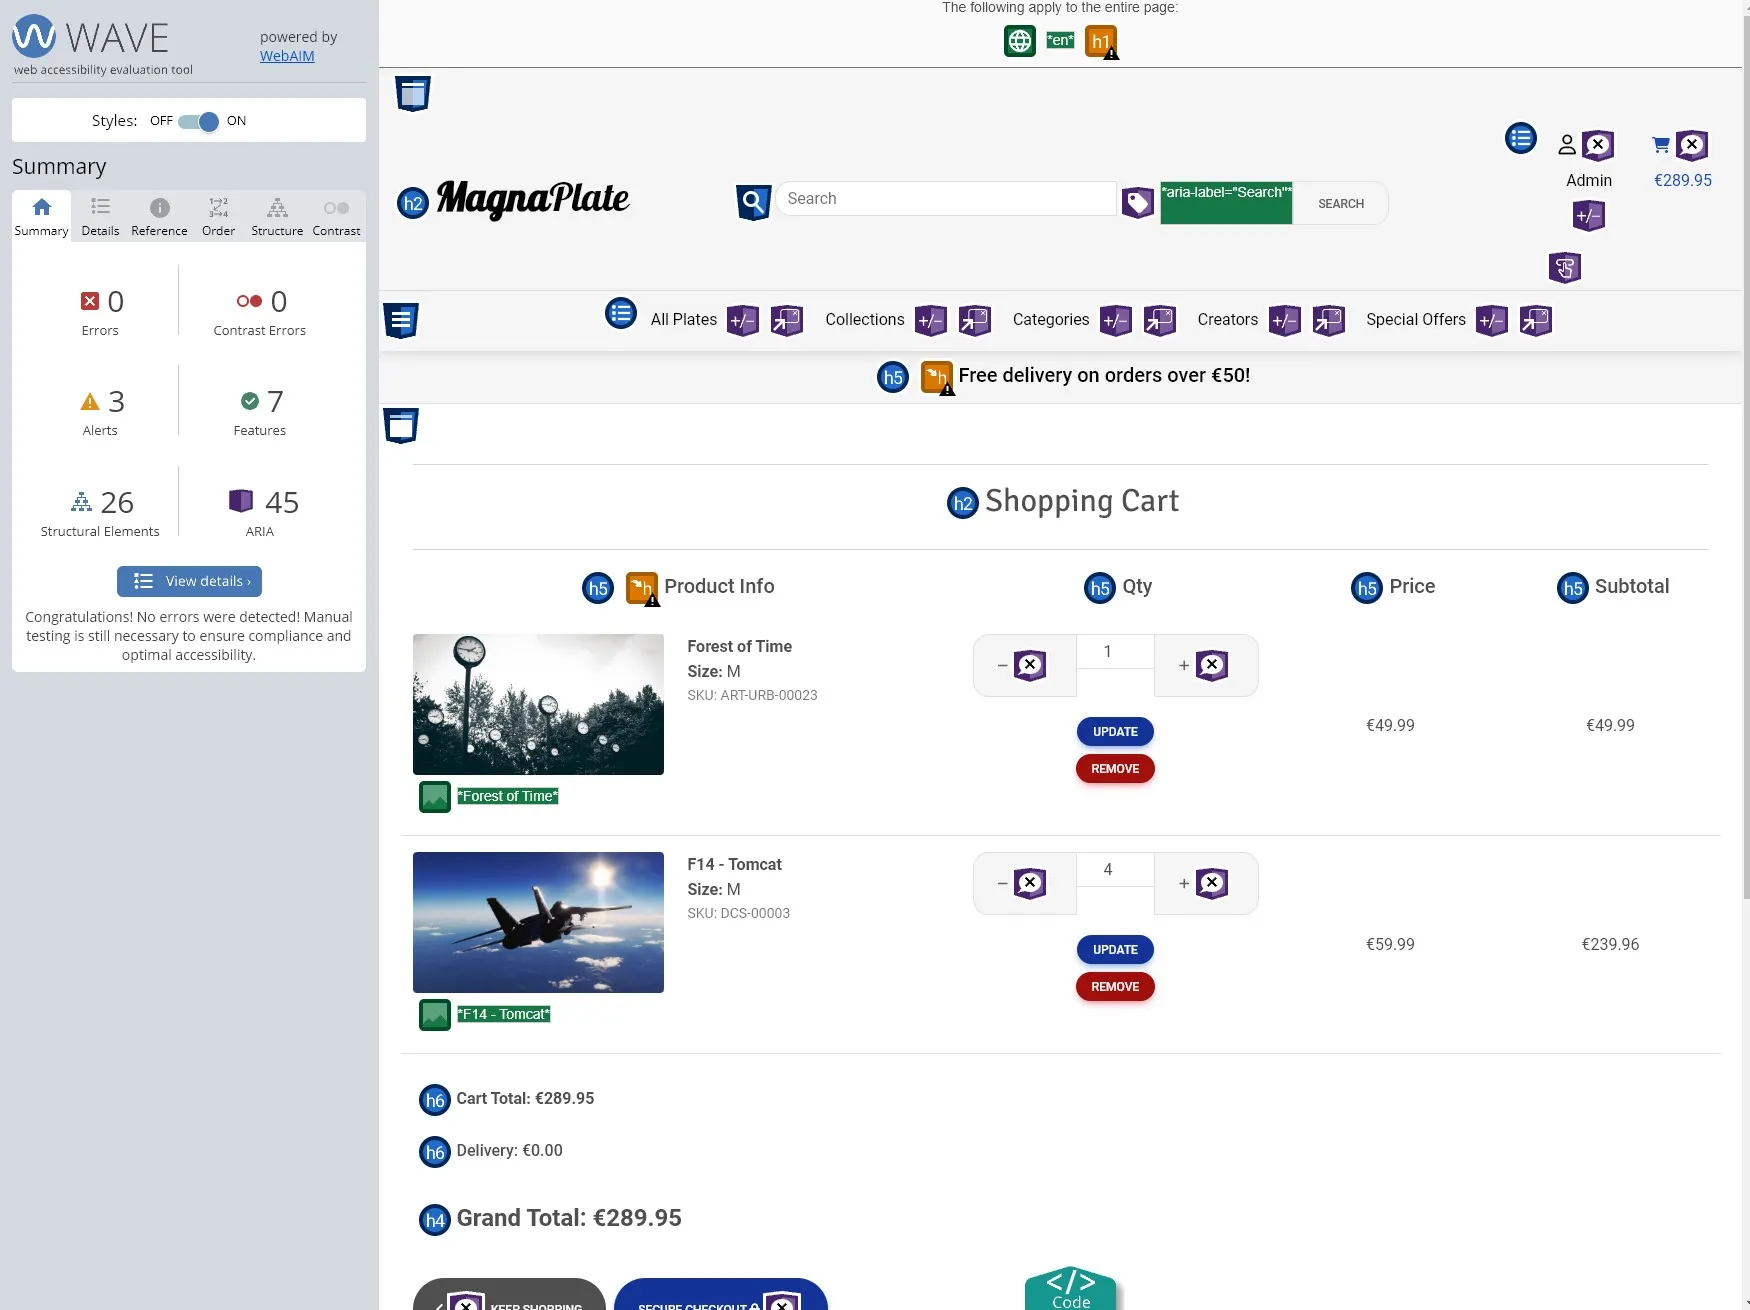 WAVE
web accessibility evaluation tool
powered by
WebAIM
Styles: OFF ON
Summary
Summary Details Reference Order Structure Contrast
0 0
Errors Contrast Errors
3 7
Alerts Features
26 45
Structural Elements ARIA
View details ›
Congratulations! No errors were detected! Manual
testing is still necessary to ensure compliance and
optimal accessibility.
The following apply to the entire page:
*en* h1
h2 MagnaPlate
Search
*aria-label="Search"*
SEARCH
Admin
+/-
€289.95
All Plates +/- Collections +/- Categories +/- Creators +/- Special Offers +/-
h5 h Free delivery on orders over €50!
h2 Shopping Cart
h5 h Product Info h5 Qty h5 Price h5 Subtotal
Forest of Time
Size: M
SKU: ART-URB-00023
− 1 +
UPDATE
REMOVE
€49.99 €49.99
*Forest of Time*
F14 - Tomcat
Size: M
SKU: DCS-00003
− 4 +
UPDATE
REMOVE
€59.99 €239.96
*F14 - Tomcat*
h6 Cart Total: €289.95
h6 Delivery: €0.00
h4 Grand Total: €289.95
KEEP SHOPPING SECURE CHECKOUT
</>
Code